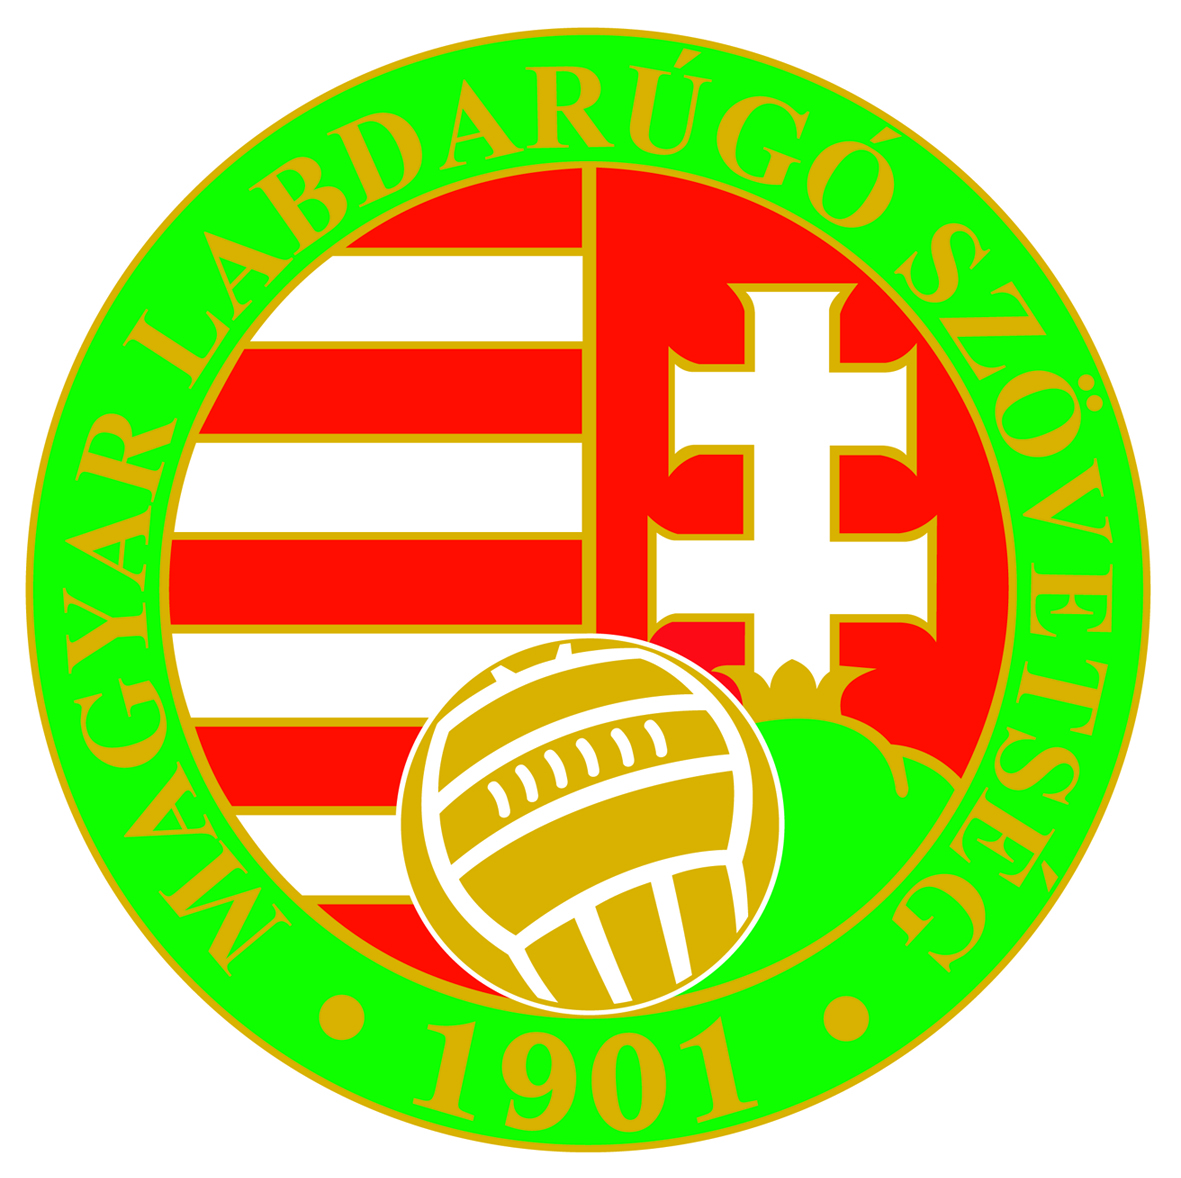 MAGYAR LABDARÚGÓ SZÖVETSÉG
• 1901 •